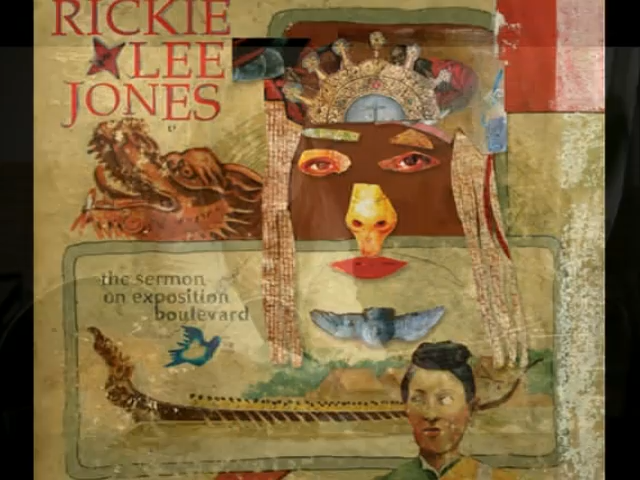 RICKIE
LEE
JONES
the sermon
on exposition
boulevard